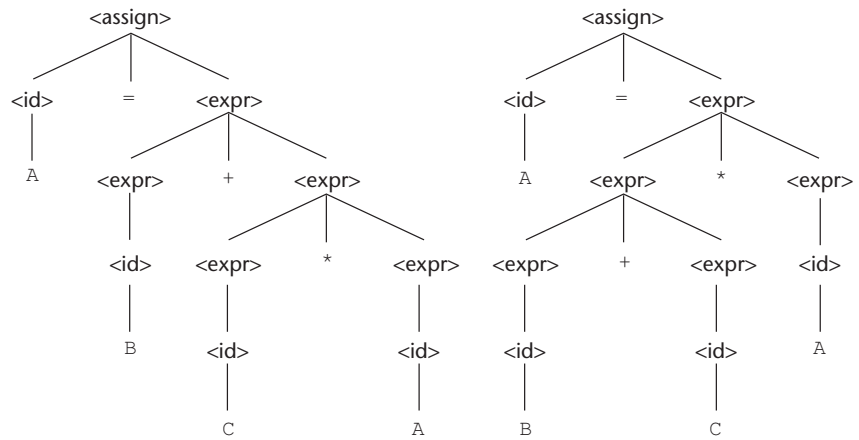 <assign> <assign>
<id> = <expr> <id> = <expr>
A <expr> + <expr> A <expr> * <expr>
<id> <expr> * <expr> <expr> + <expr> <id>
B <id> <id> <id> <id> A
C A B C